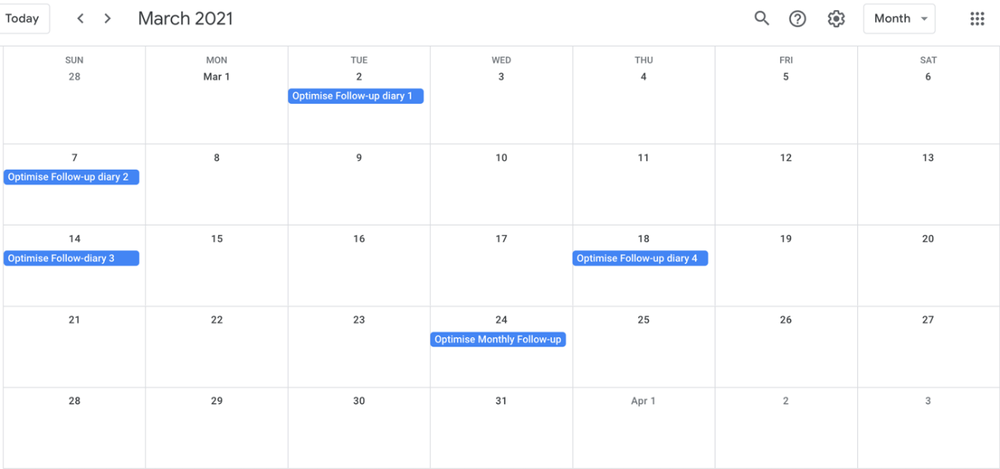 Today
March 2021
Month
SUN MON TUE WED THU FRI SAT
28 Mar 1 2 3 4 5 6
Optimise Follow-up diary 1
7 8 9 10 11 12 13
Optimise Follow-up diary 2
14 15 16 17 18 19 20
Optimise Follow-diary 3 Optimise Follow-up diary 4
21 22 23 24 25 26 27
Optimise Monthly Follow-up
28 29 30 31 Apr 1 2 3